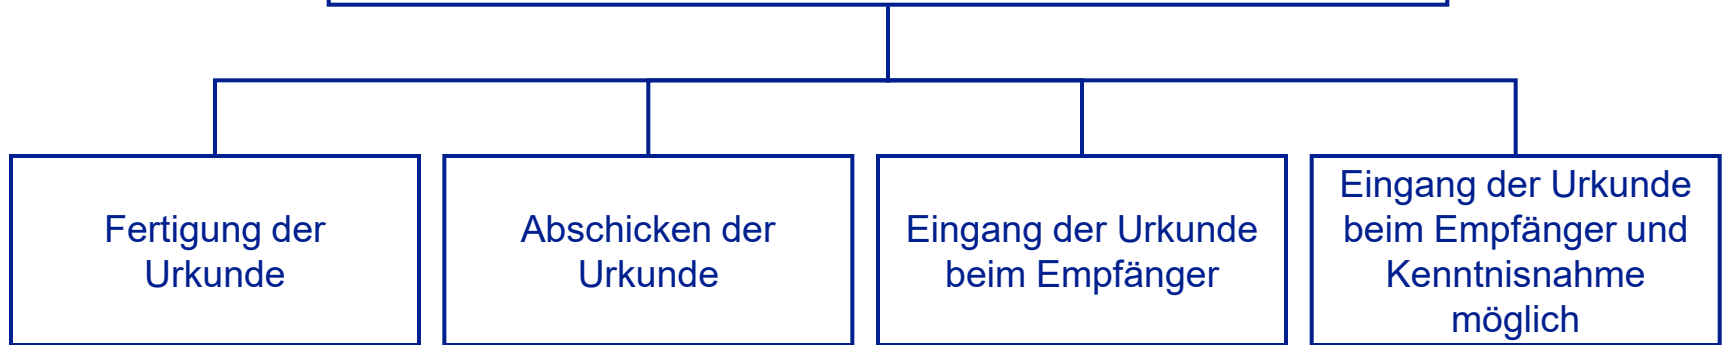 Fertigung der
Urkunde
Abschicken der
Urkunde
Eingang der Urkunde
beim Empfänger
Eingang der Urkunde
beim Empfänger und
Kenntnisnahme
möglich